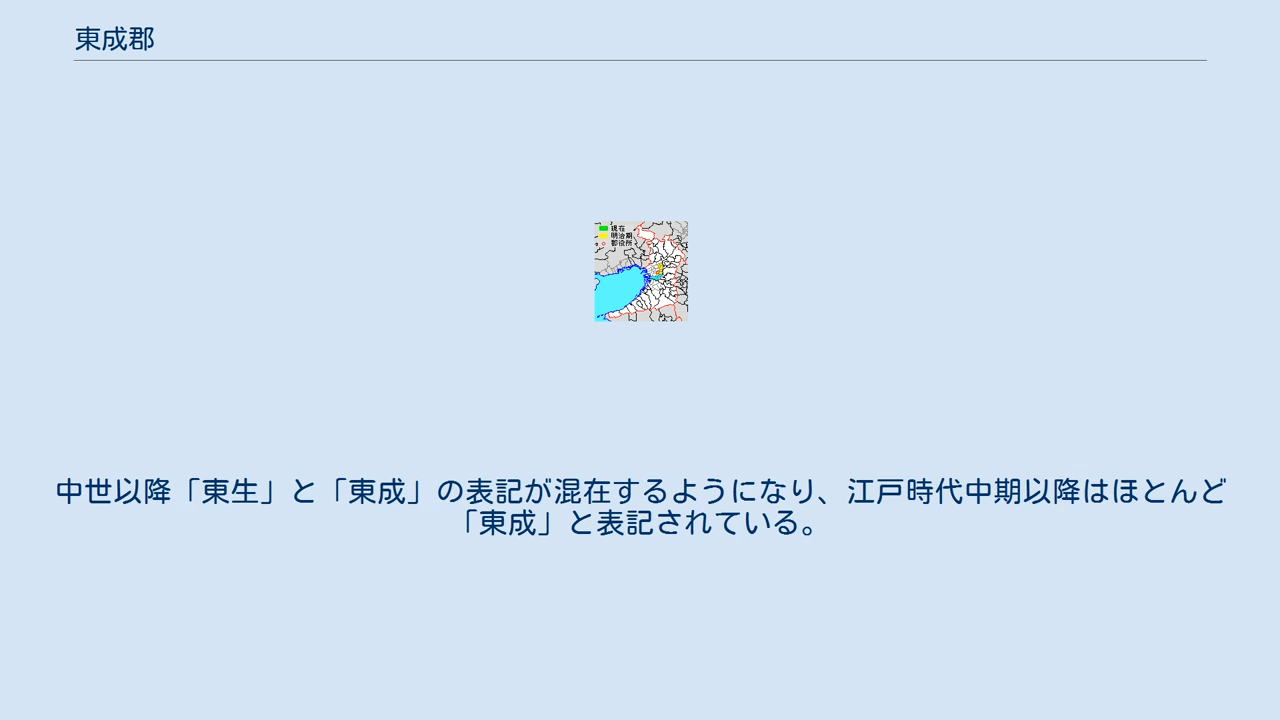 東成郡
現在
明治期
郡役所
中世以降「東生」と「東成」の表記が混在するようになり、江戸時代中期以降はほとんど
「東成」と表記されている。